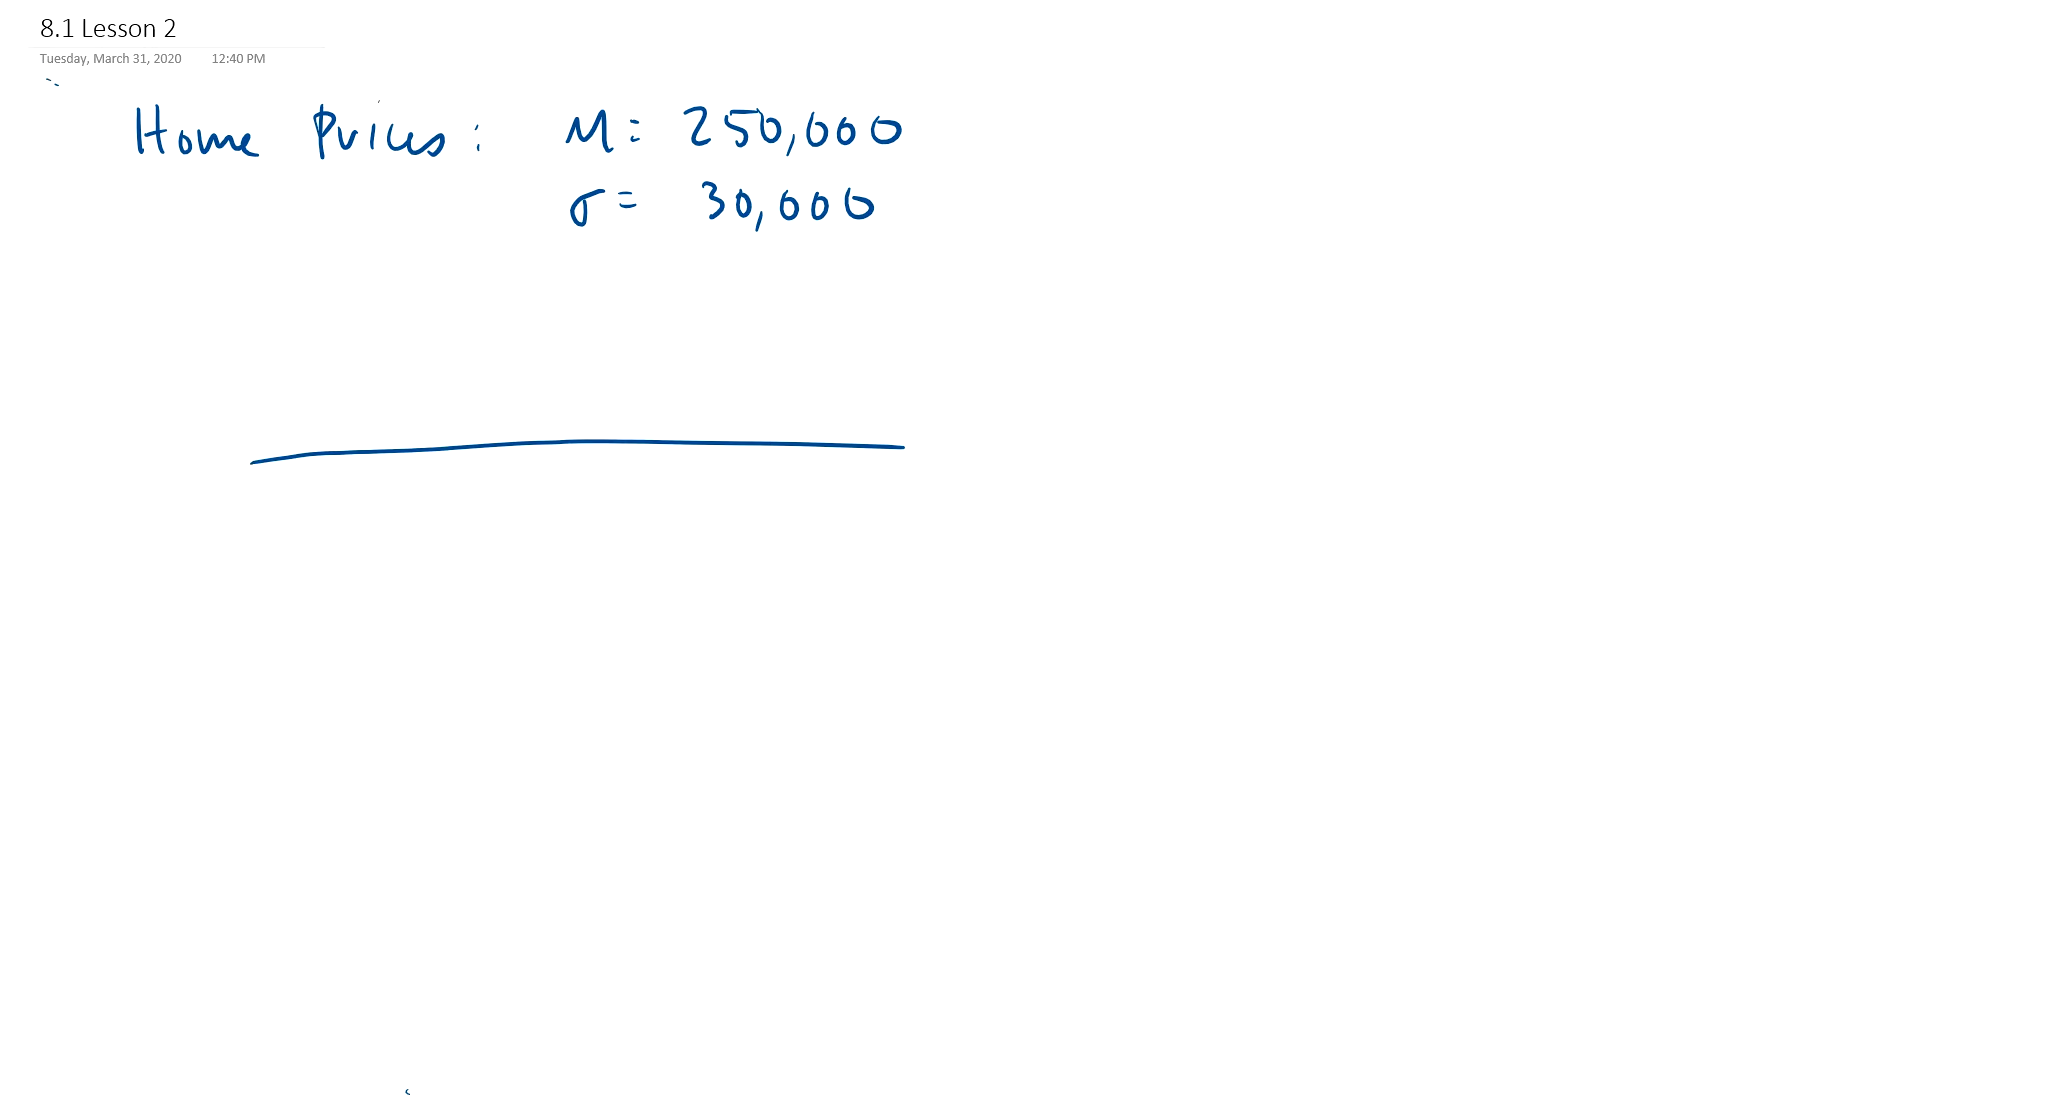 8.1 Lesson 2
Tuesday, March 31, 2020 12:40 PM
Home Prices: μ = 250,000
σ = 30,000